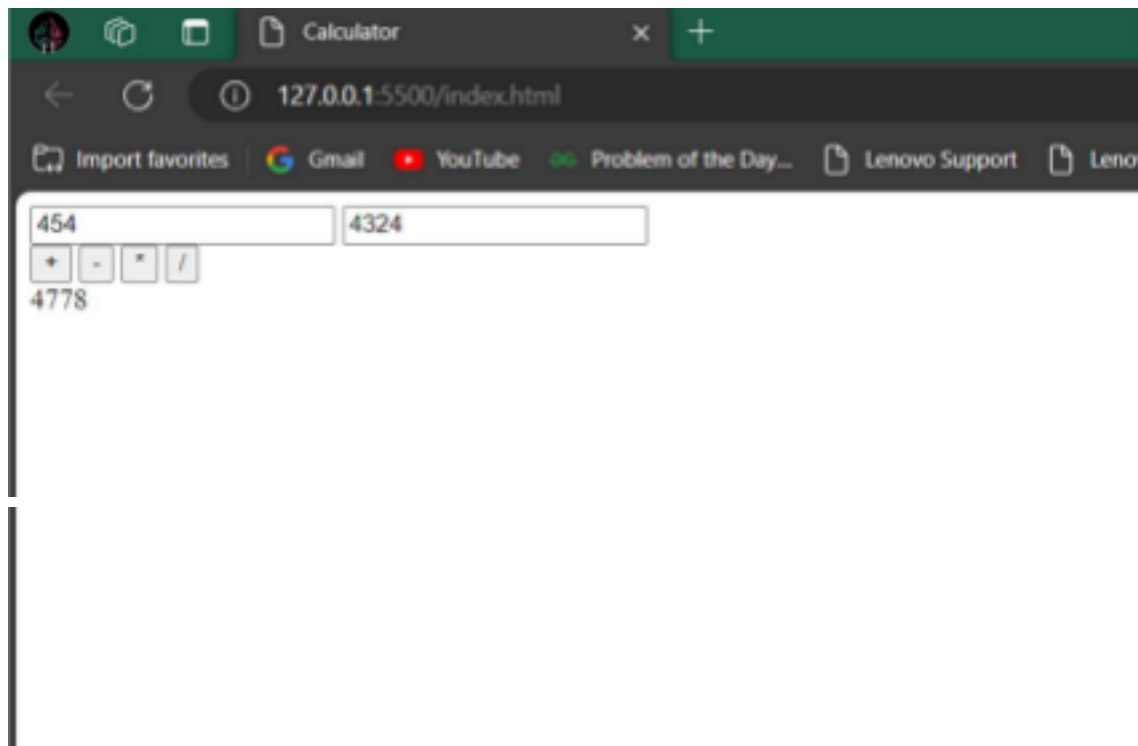 Calculator
127.0.0.1:5500/index.html
Import favorites Gmail YouTube Problem of the Day... Lenovo Support Leno
454 4324
+ - * /
4778